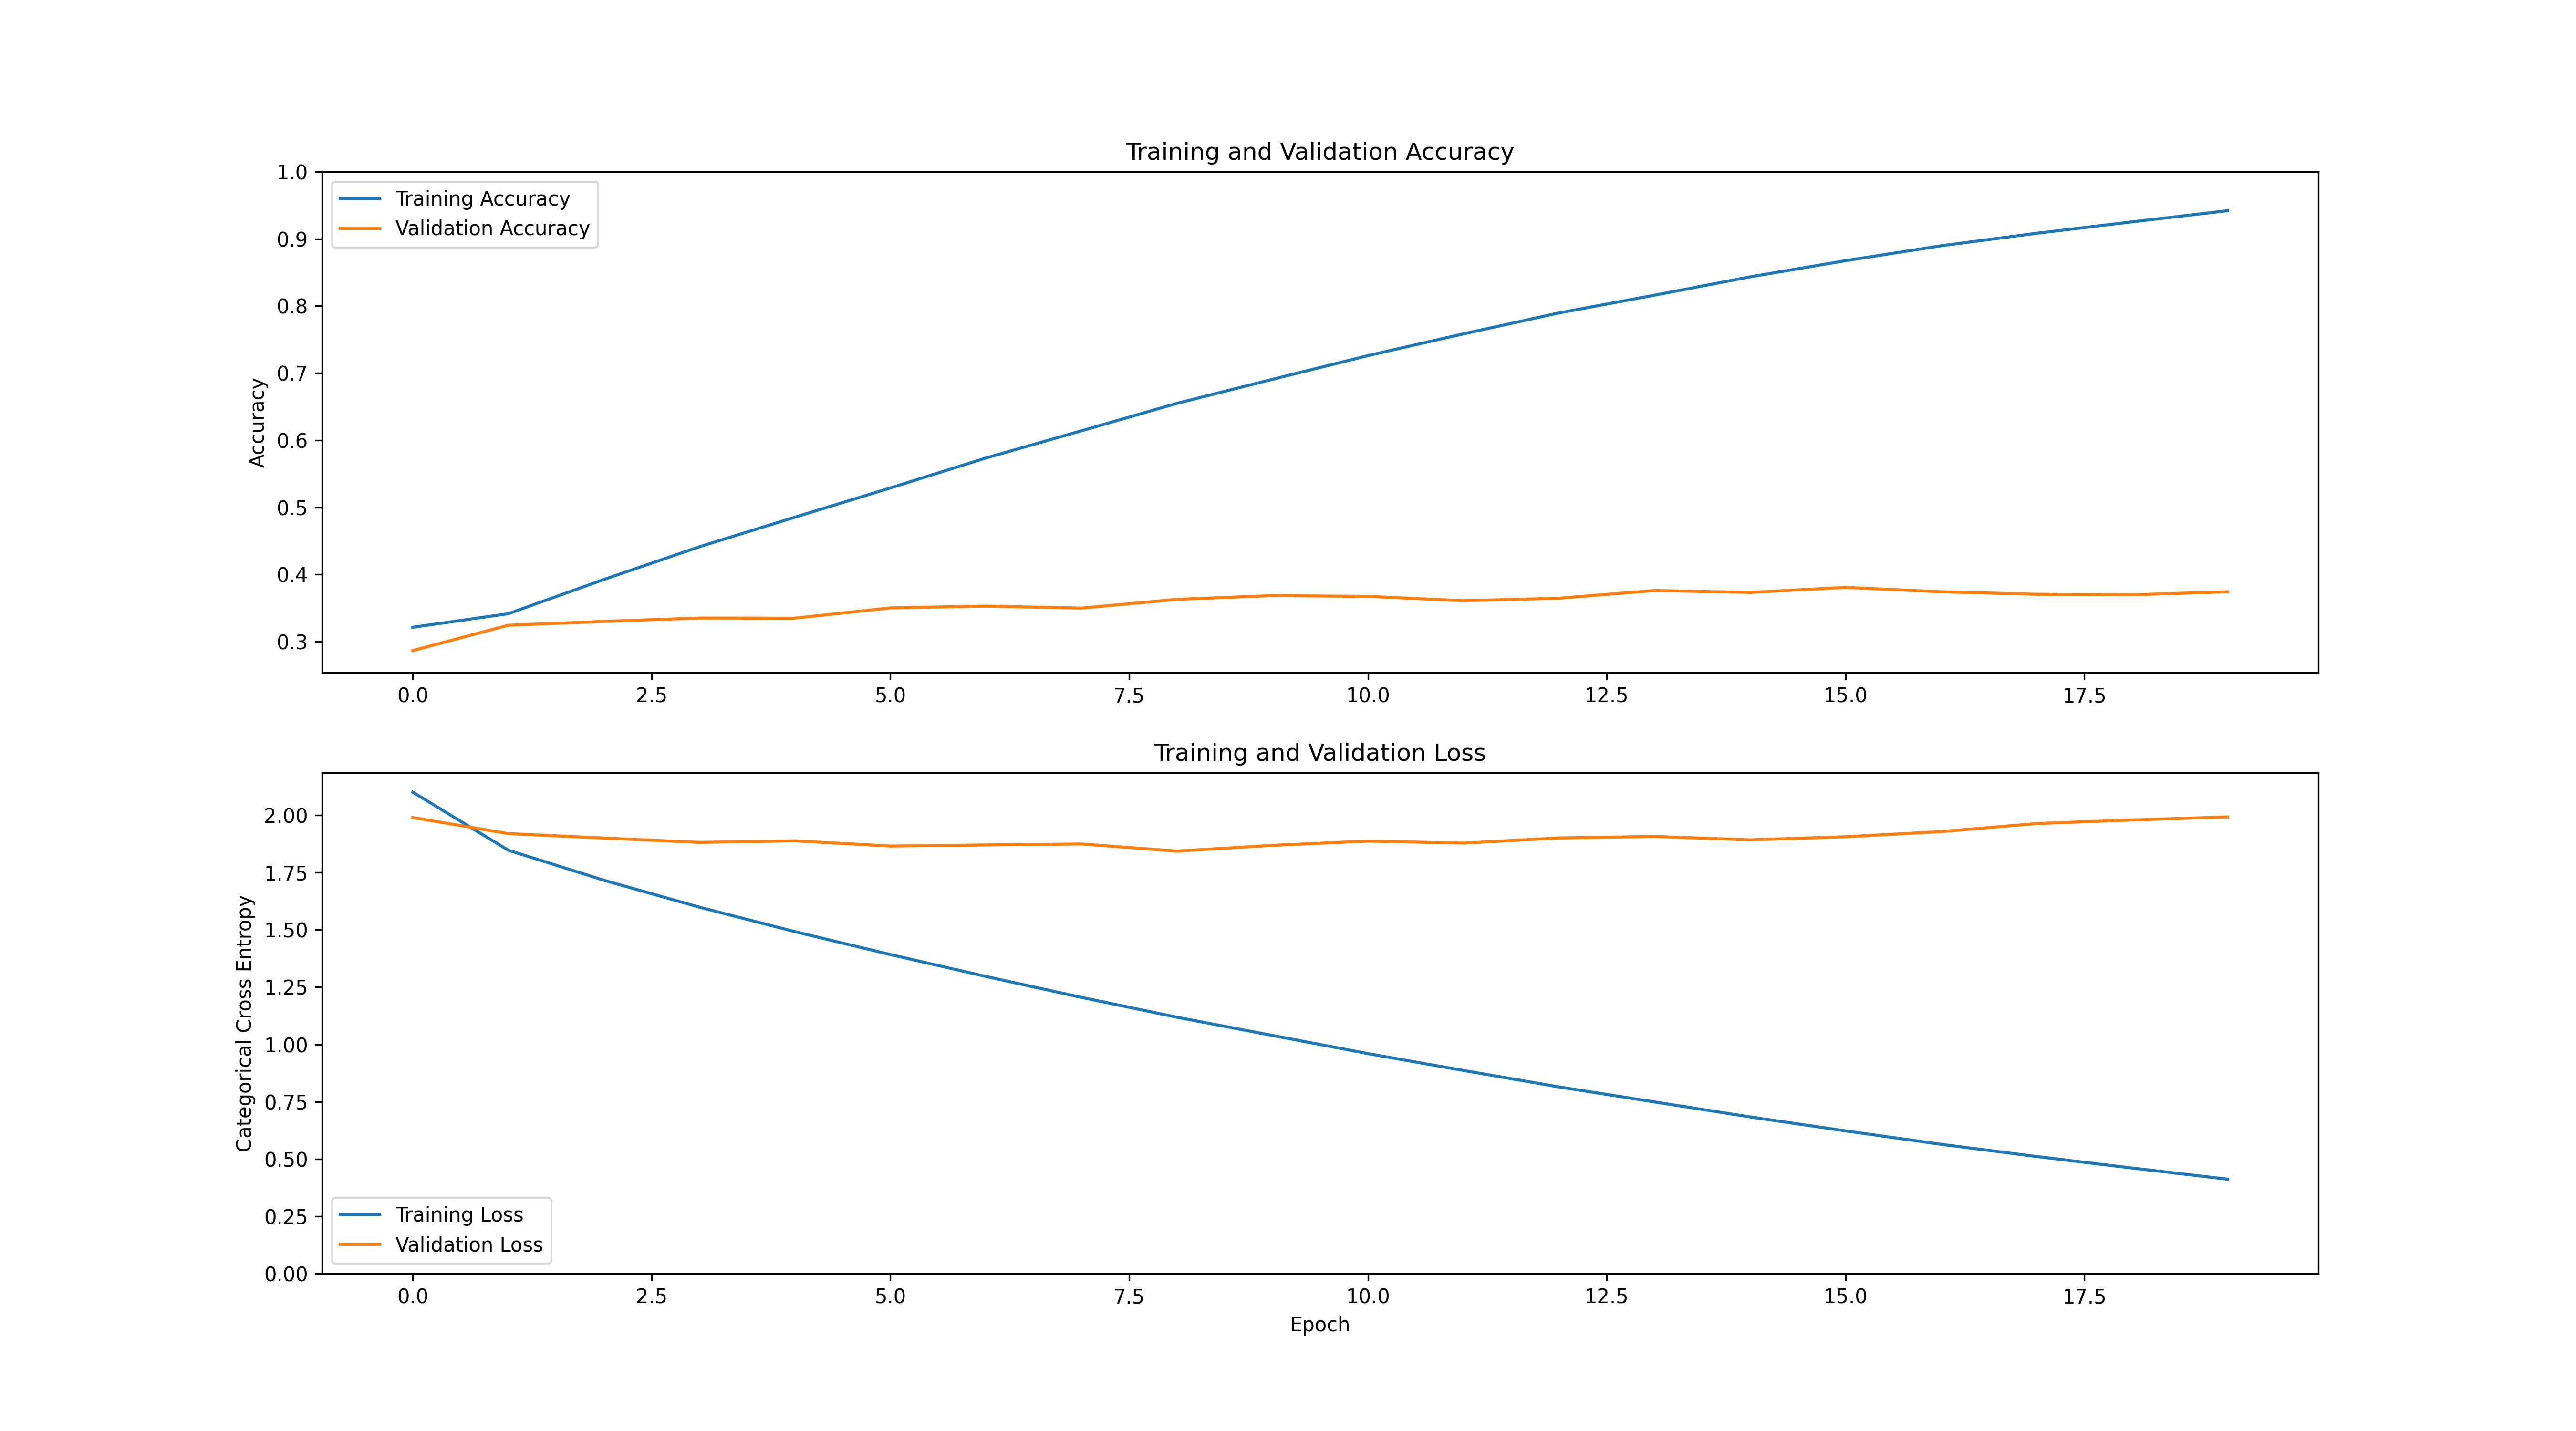 Training and Validation Accuracy
1.0
0.9
0.8
0.7
0.6
0.5
0.4
0.3
Accuracy
Training Accuracy
Validation Accuracy
0.0 2.5 5.0 7.5 10.0 12.5 15.0 17.5
Training and Validation Loss
2.00
1.75
1.50
1.25
1.00
0.75
0.50
0.25
0.00
Categorical Cross Entropy
Training Loss
Validation Loss
0.0 2.5 5.0 7.5 10.0 12.5 15.0 17.5
Epoch